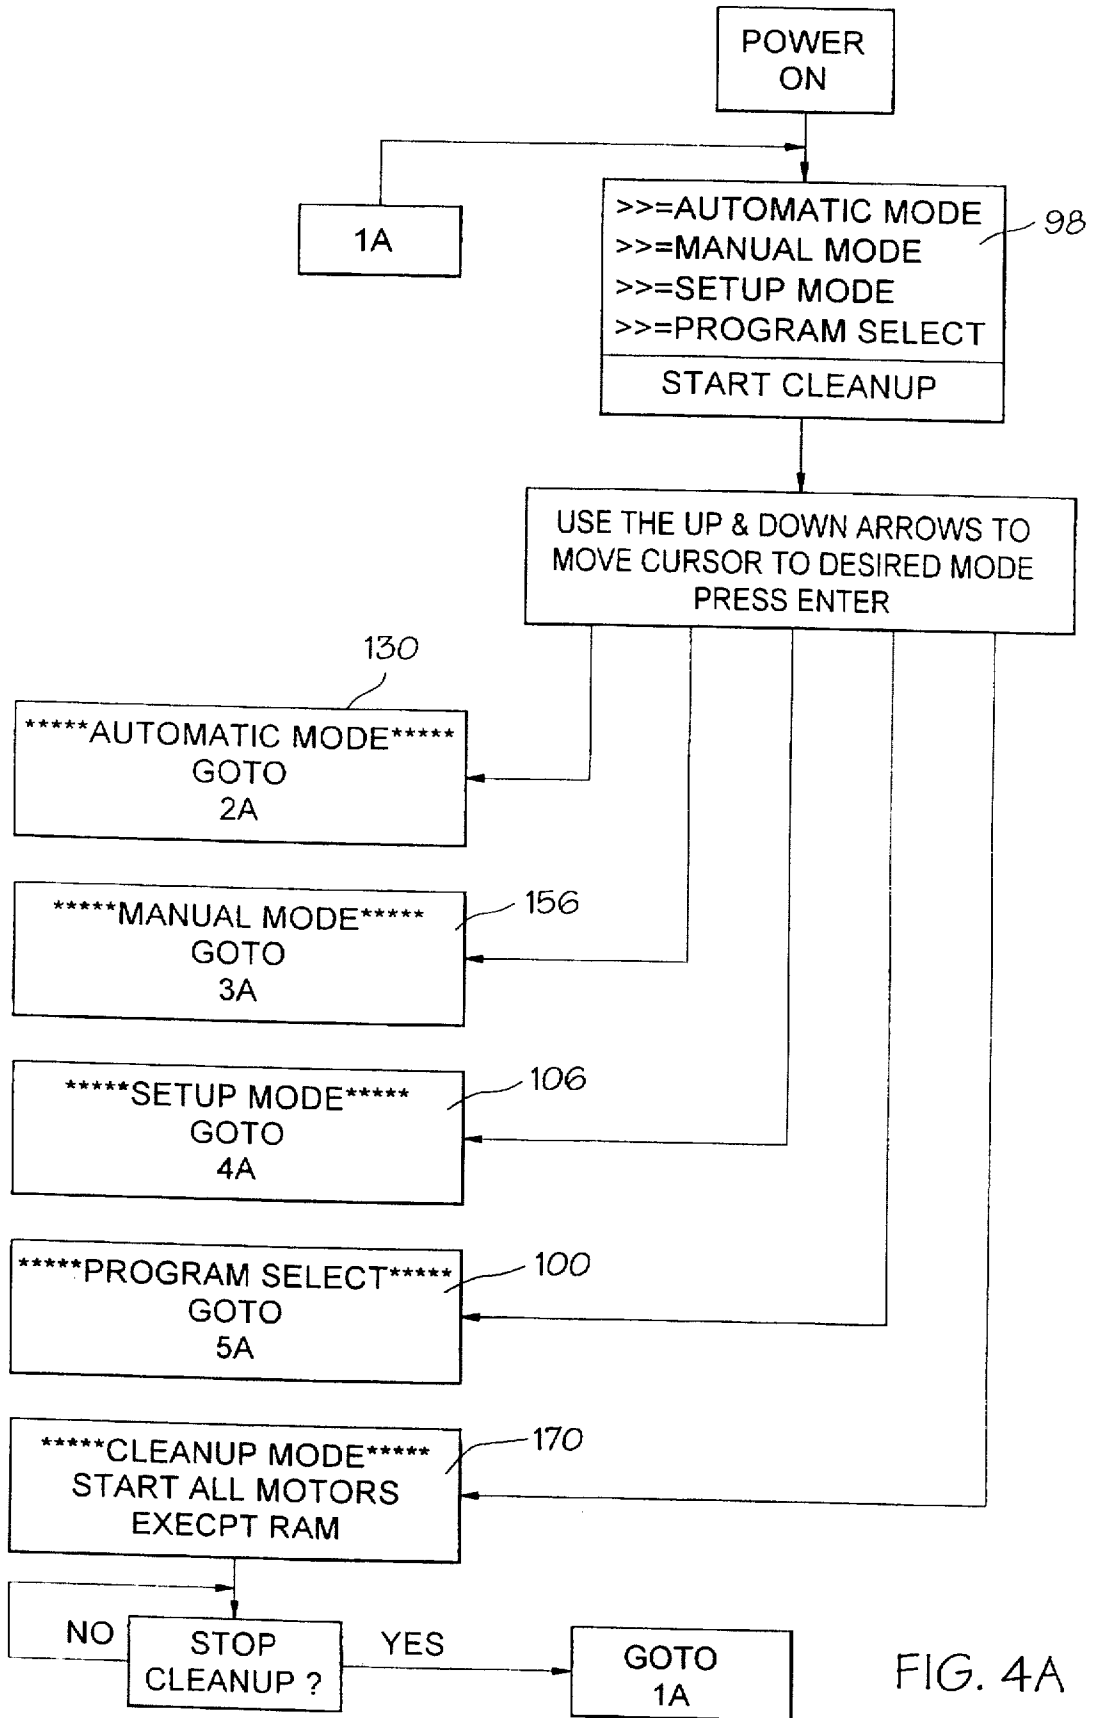 POWER
ON
1A
>>=AUTOMATIC MODE
>>=MANUAL MODE
>>=SETUP MODE
>>=PROGRAM SELECT
START CLEANUP
98
USE THE UP & DOWN ARROWS TO
MOVE CURSOR TO DESIRED MODE
PRESS ENTER
130
*****AUTOMATIC MODE*****
GOTO
2A
156
*****MANUAL MODE*****
GOTO
3A
106
*****SETUP MODE*****
GOTO
4A
100
*****PROGRAM SELECT*****
GOTO
5A
170
*****CLEANUP MODE*****
START ALL MOTORS
EXECPT RAM
NO
STOP
CLEANUP ?
YES
GOTO
1A
FIG. 4A